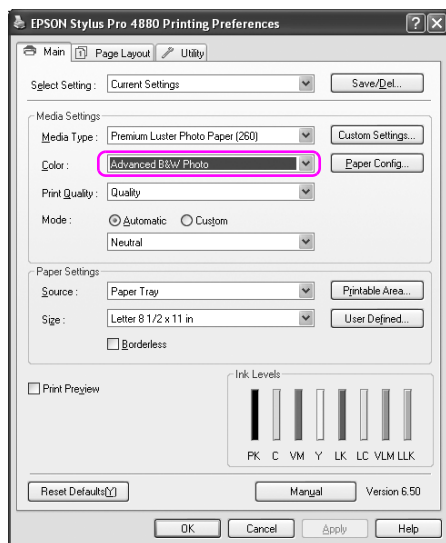 EPSON Stylus Pro 4880 Printing Preferences
Main Page Layout Utility
Select Setting : Current Settings Save/Del...
Media Settings
Media Type : Premium Luster Photo Paper (260) Custom Settings...
Color : Advanced B&W Photo Paper Config...
Print Quality : Quality
Mode : Automatic Custom
Neutral
Paper Settings
Source : Paper Tray Printable Area...
Size : Letter 8 1/2 x 11 in User Defined...
Borderless
Print Preview
Ink Levels
PK C VM Y LK LC VLM LLK
Reset Defaults(Y) Manual Version 6.50
OK Cancel Apply Help